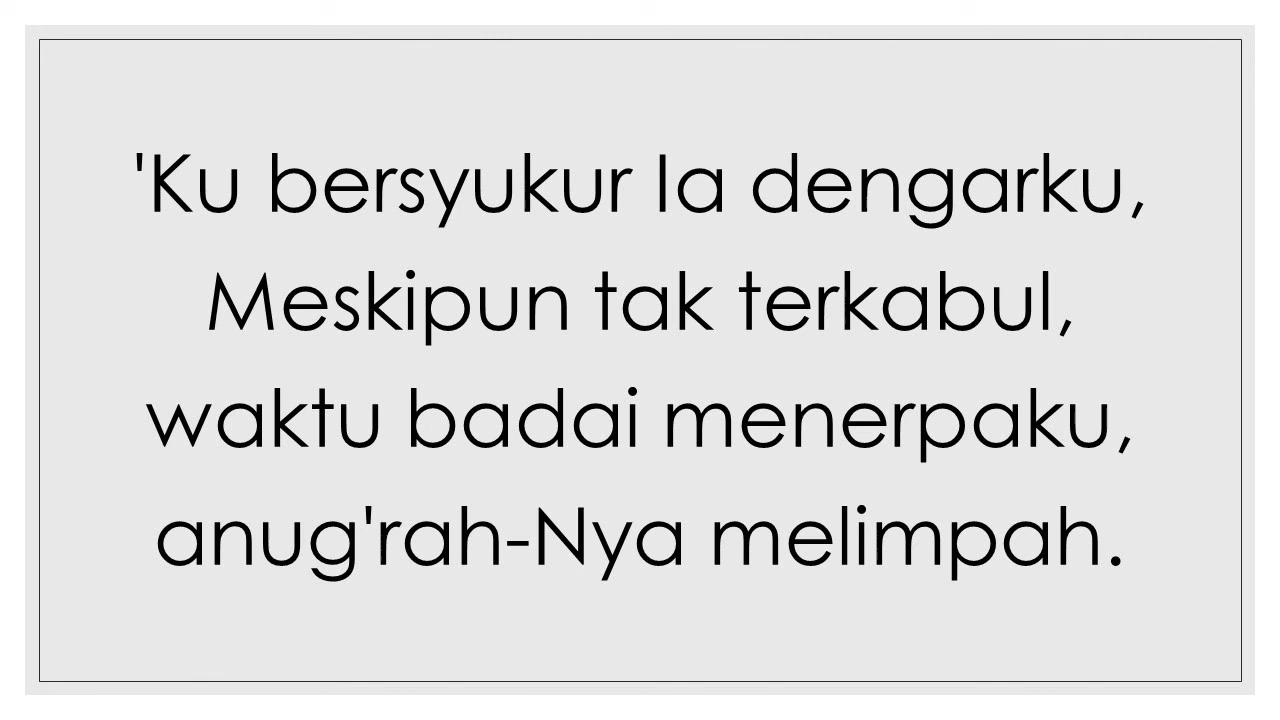 'Ku bersyukur Ia dengarku,
Meskipun tak terkabul,
waktu badai menerpaku,
anug'rah-Nya melimpah.